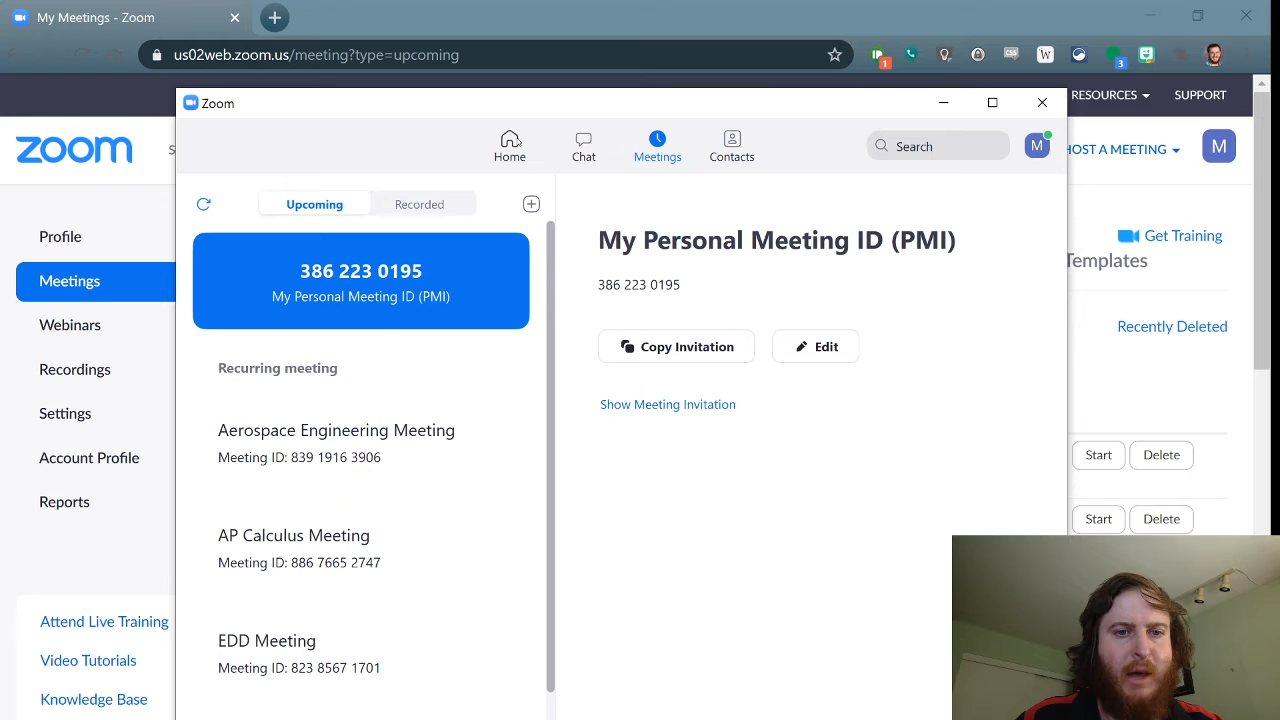 My Meetings - Zoom
us02web.zoom.us/meeting?type=upcoming
CSS
W
1
3
RESOURCES
SUPPORT
zoom
S
HOST A MEETING
M
Zoom
Home
Chat
Meetings
Contacts
Search
M
Profile
Meetings
Webinars
Recordings
Settings
Account Profile
Reports
Attend Live Training
Video Tutorials
Knowledge Base
Upcoming
Recorded
386 223 0195
My Personal Meeting ID (PMI)
Recurring meeting
Aerospace Engineering Meeting
Meeting ID: 839 1916 3906
AP Calculus Meeting
Meeting ID: 886 7665 2747
EDD Meeting
Meeting ID: 823 8567 1701
My Personal Meeting ID (PMI)
386 223 0195
Copy Invitation
Edit
Show Meeting Invitation
Get Training
Templates
Recently Deleted
Start
Delete
Start
Delete